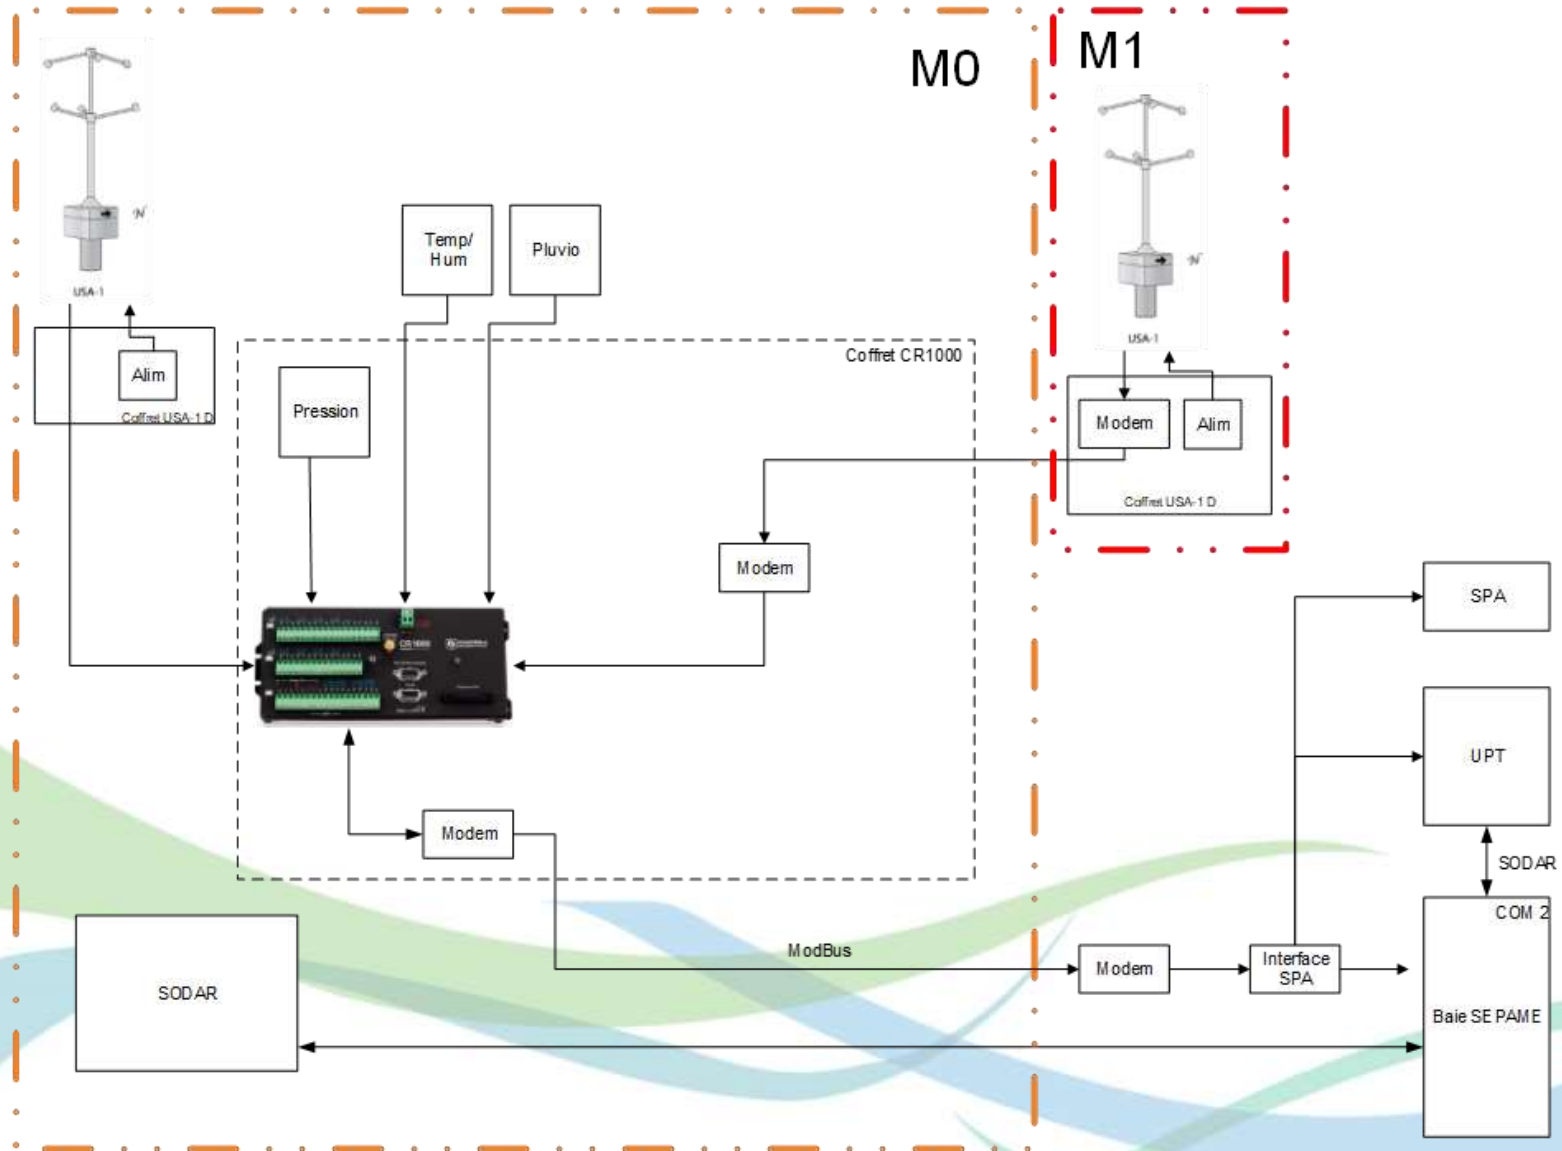 M0
M1
USA-1
Temp/
Hum
Pluvio
USA-1
Alim
Coffret USA-1 D
Coffret CR1000
Pression
Modem
Alim
Coffret USA-1 D
Modem
CR1000
SPA
UPT
Modem
SODAR
COM 2
ModBus
Modem
Interface
SPA
SODAR
Baie SEPAME